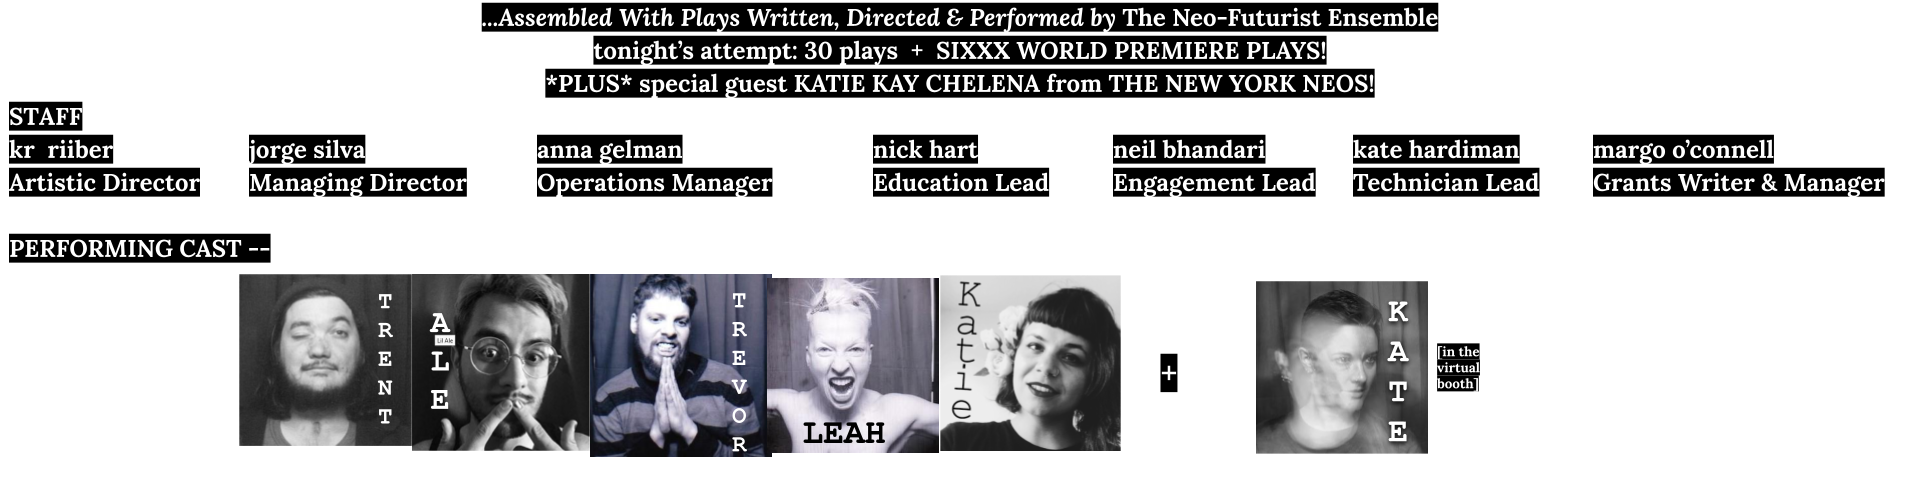 ...Assembled With Plays Written, Directed & Performed by The Neo-Futurist Ensemble
tonight’s attempt: 30 plays + SIXXX WORLD PREMIERE PLAYS!
*PLUS* special guest KATIE KAY CHELENA from THE NEW YORK NEOS!
STAFF
kr riiber jorge silva anna gelman nick hart neil bhandari kate hardiman margo o’connell
Artistic Director Managing Director Operations Manager Education Lead Engagement Lead Technician Lead Grants Writer & Manager
PERFORMING CAST --
TRENT
ALE
Lil Ale
TREVOR
LEAH
Katie
+
KATE
[in the
virtual
booth]